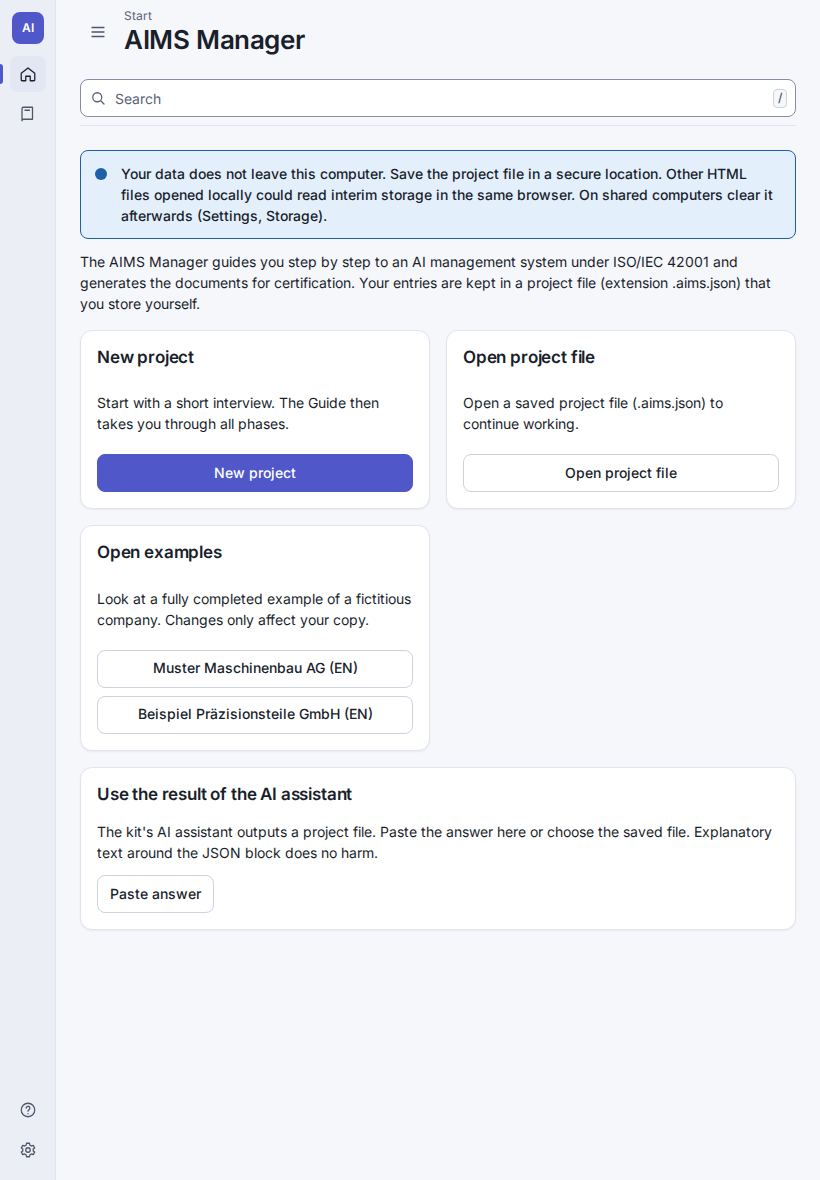 AI
Start
AIMS Manager
Search
/
Your data does not leave this computer. Save the project file in a secure location. Other HTML
files opened locally could read interim storage in the same browser. On shared computers clear it
afterwards (Settings, Storage).
The AIMS Manager guides you step by step to an AI management system under ISO/IEC 42001 and
generates the documents for certification. Your entries are kept in a project file (extension .aims.json) that
you store yourself.
New project
Start with a short interview. The Guide then
takes you through all phases.
New project
Open project file
Open a saved project file (.aims.json) to
continue working.
Open project file
Open examples
Look at a fully completed example of a fictitious
company. Changes only affect your copy.
Muster Maschinenbau AG (EN)
Beispiel Präzisionsteile GmbH (EN)
Use the result of the AI assistant
The kit's AI assistant outputs a project file. Paste the answer here or choose the saved file. Explanatory
text around the JSON block does no harm.
Paste answer